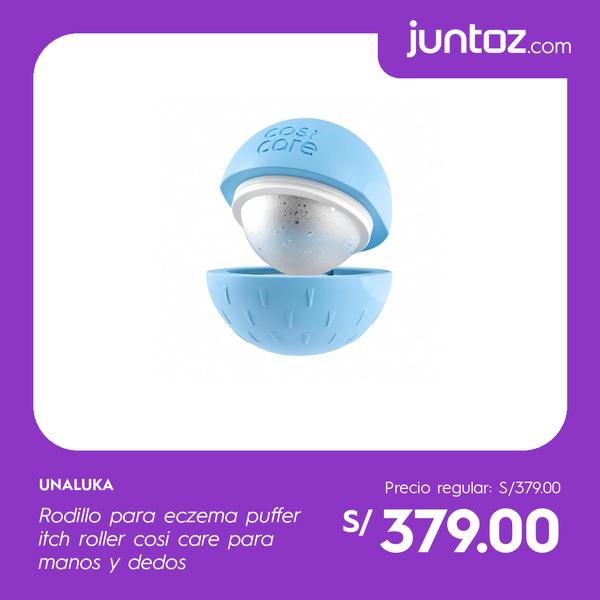 juntoz.com
cosi
care
UNALUKA
Rodillo para eczema puffer
itch roller cosi care para
manos y dedos
Precio regular: S/379.00
S/ 379.00